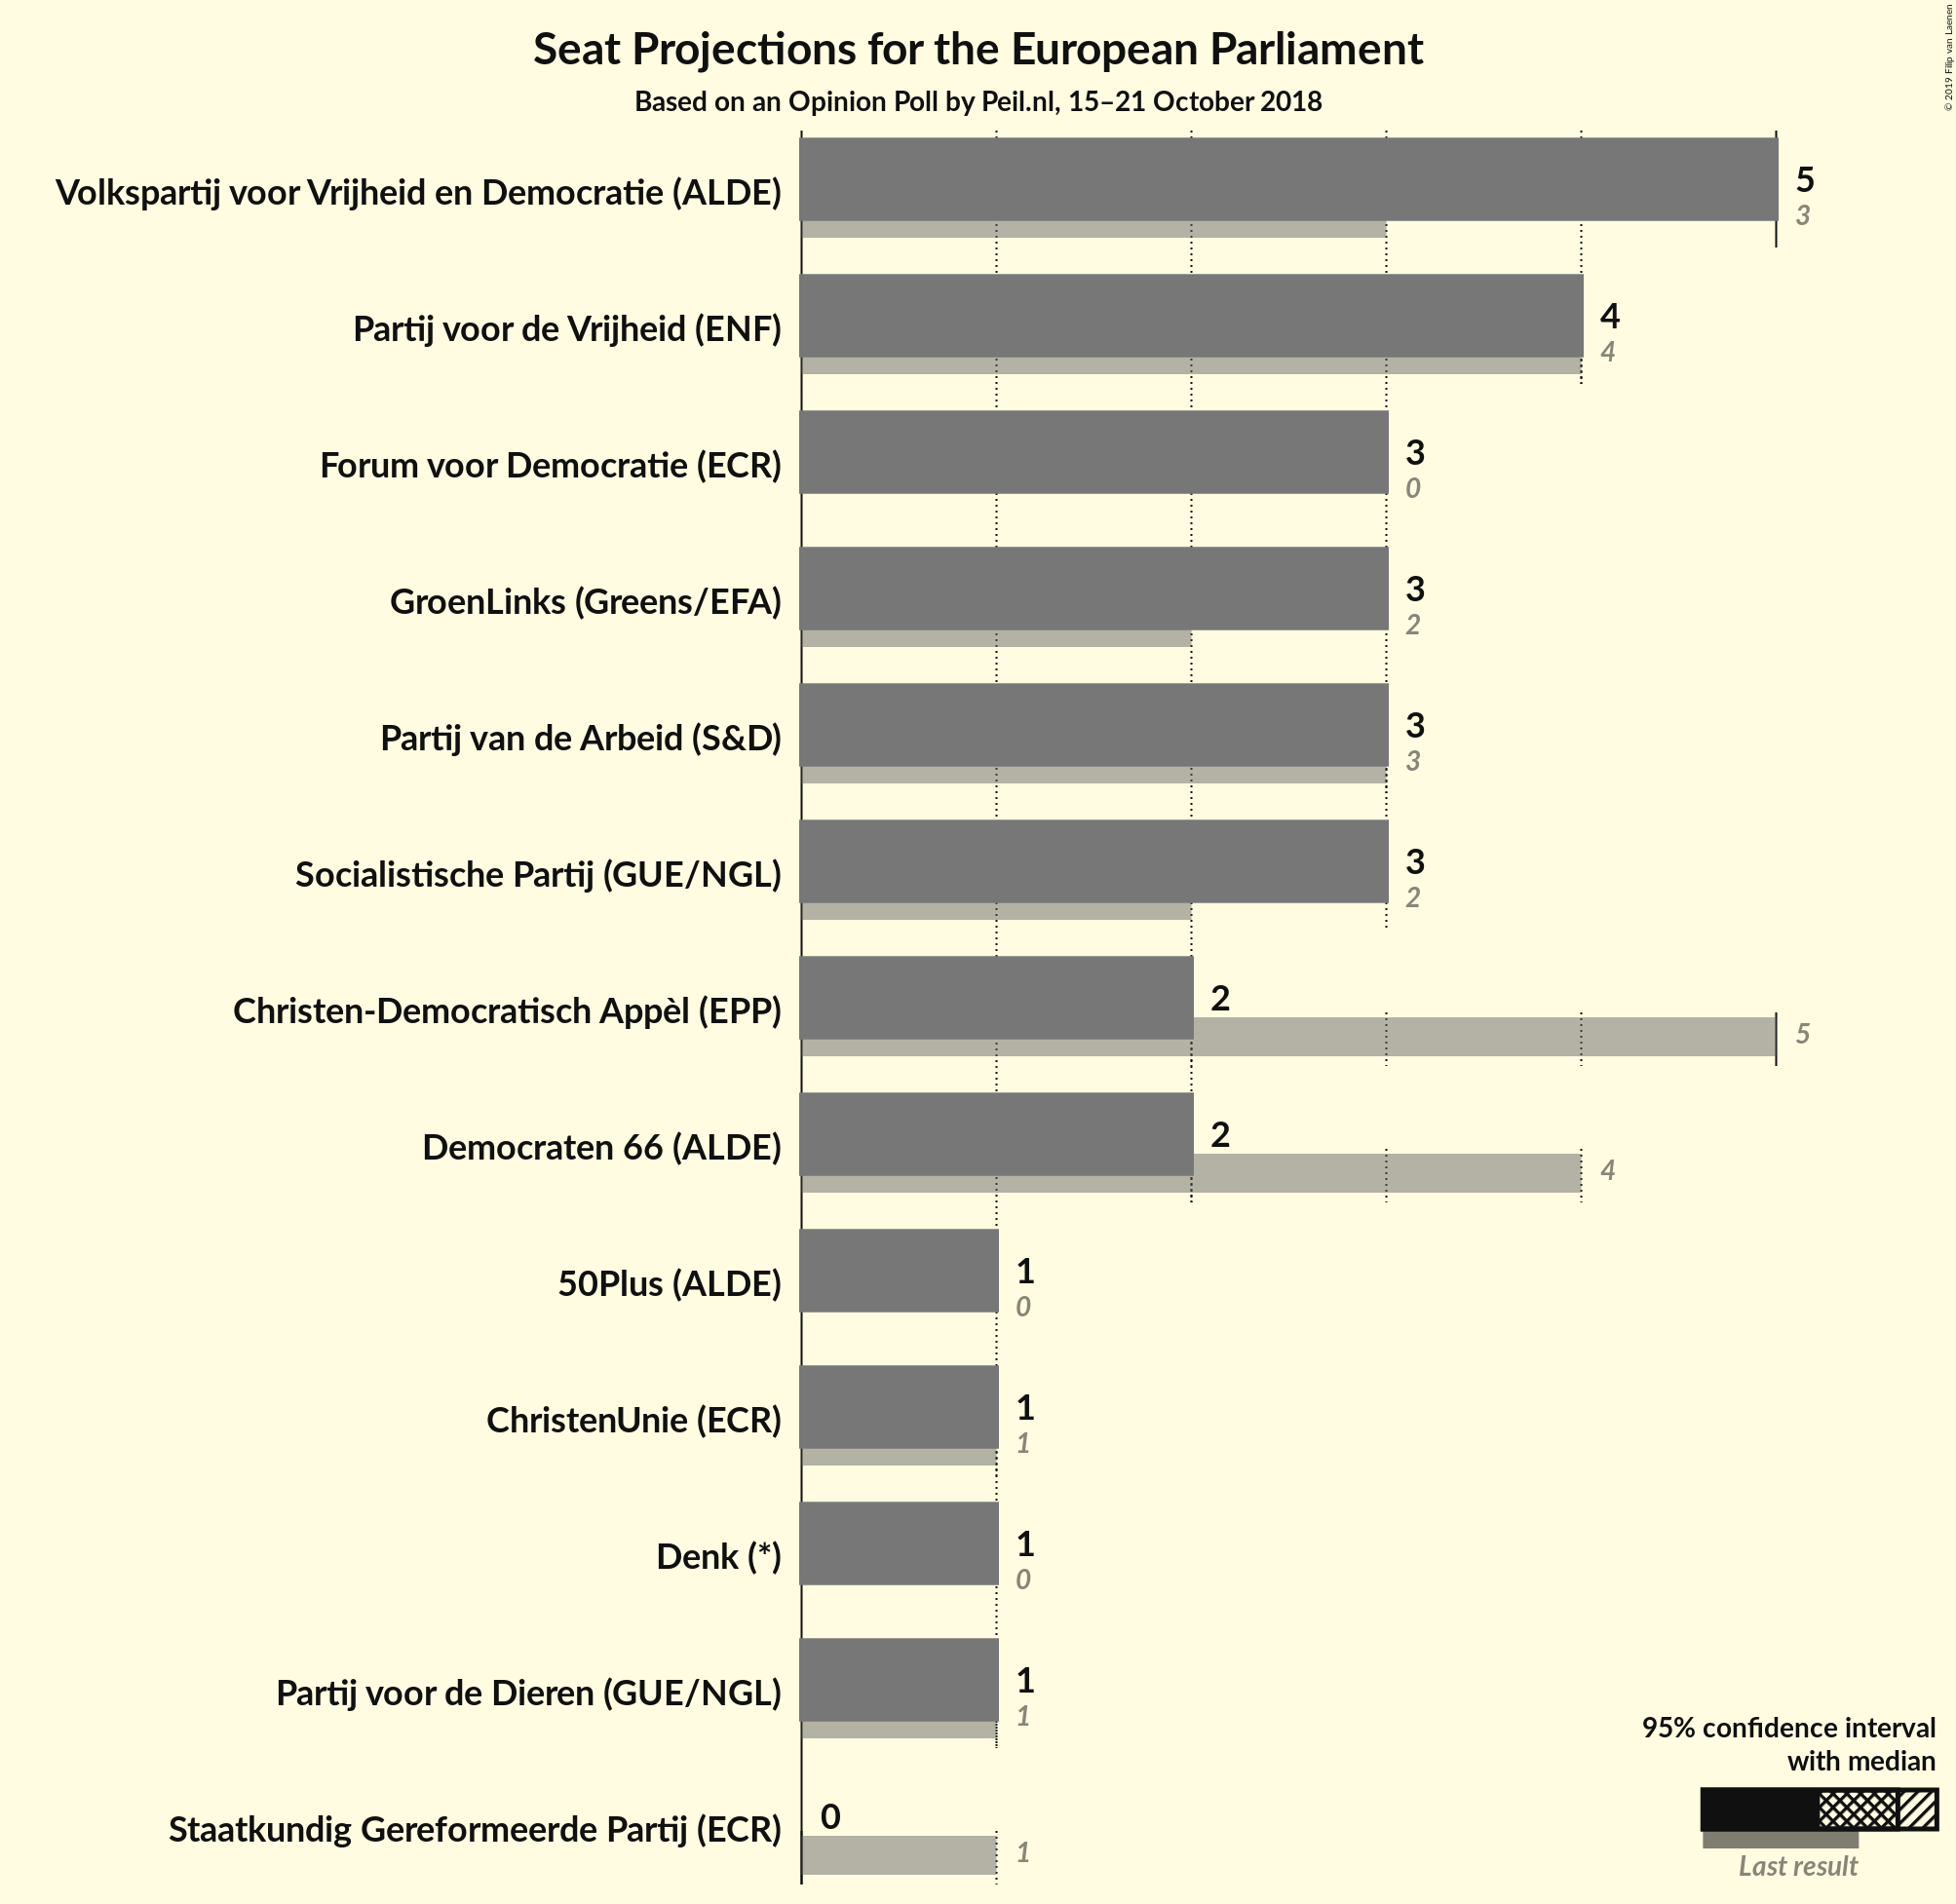 Seat Projections for the European Parliament
Based on an Opinion Poll by Peil.nl, 15–21 October 2018
© 2019 Filip van Laenen
Volkspartij voor Vrijheid en Democratie (ALDE)
5
3
Partij voor de Vrijheid (ENF)
4
4
Forum voor Democratie (ECR)
3
0
GroenLinks (Greens/EFA)
3
2
Partij van de Arbeid (S&D)
3
3
Socialistische Partij (GUE/NGL)
3
2
Christen-Democratisch Appèl (EPP)
2
5
Democraten 66 (ALDE)
2
4
50Plus (ALDE)
1
0
ChristenUnie (ECR)
1
1
Denk (*)
1
0
Partij voor de Dieren (GUE/NGL)
1
1
Staatkundig Gereformeerde Partij (ECR)
0
1
95% confidence interval
with median
Last result